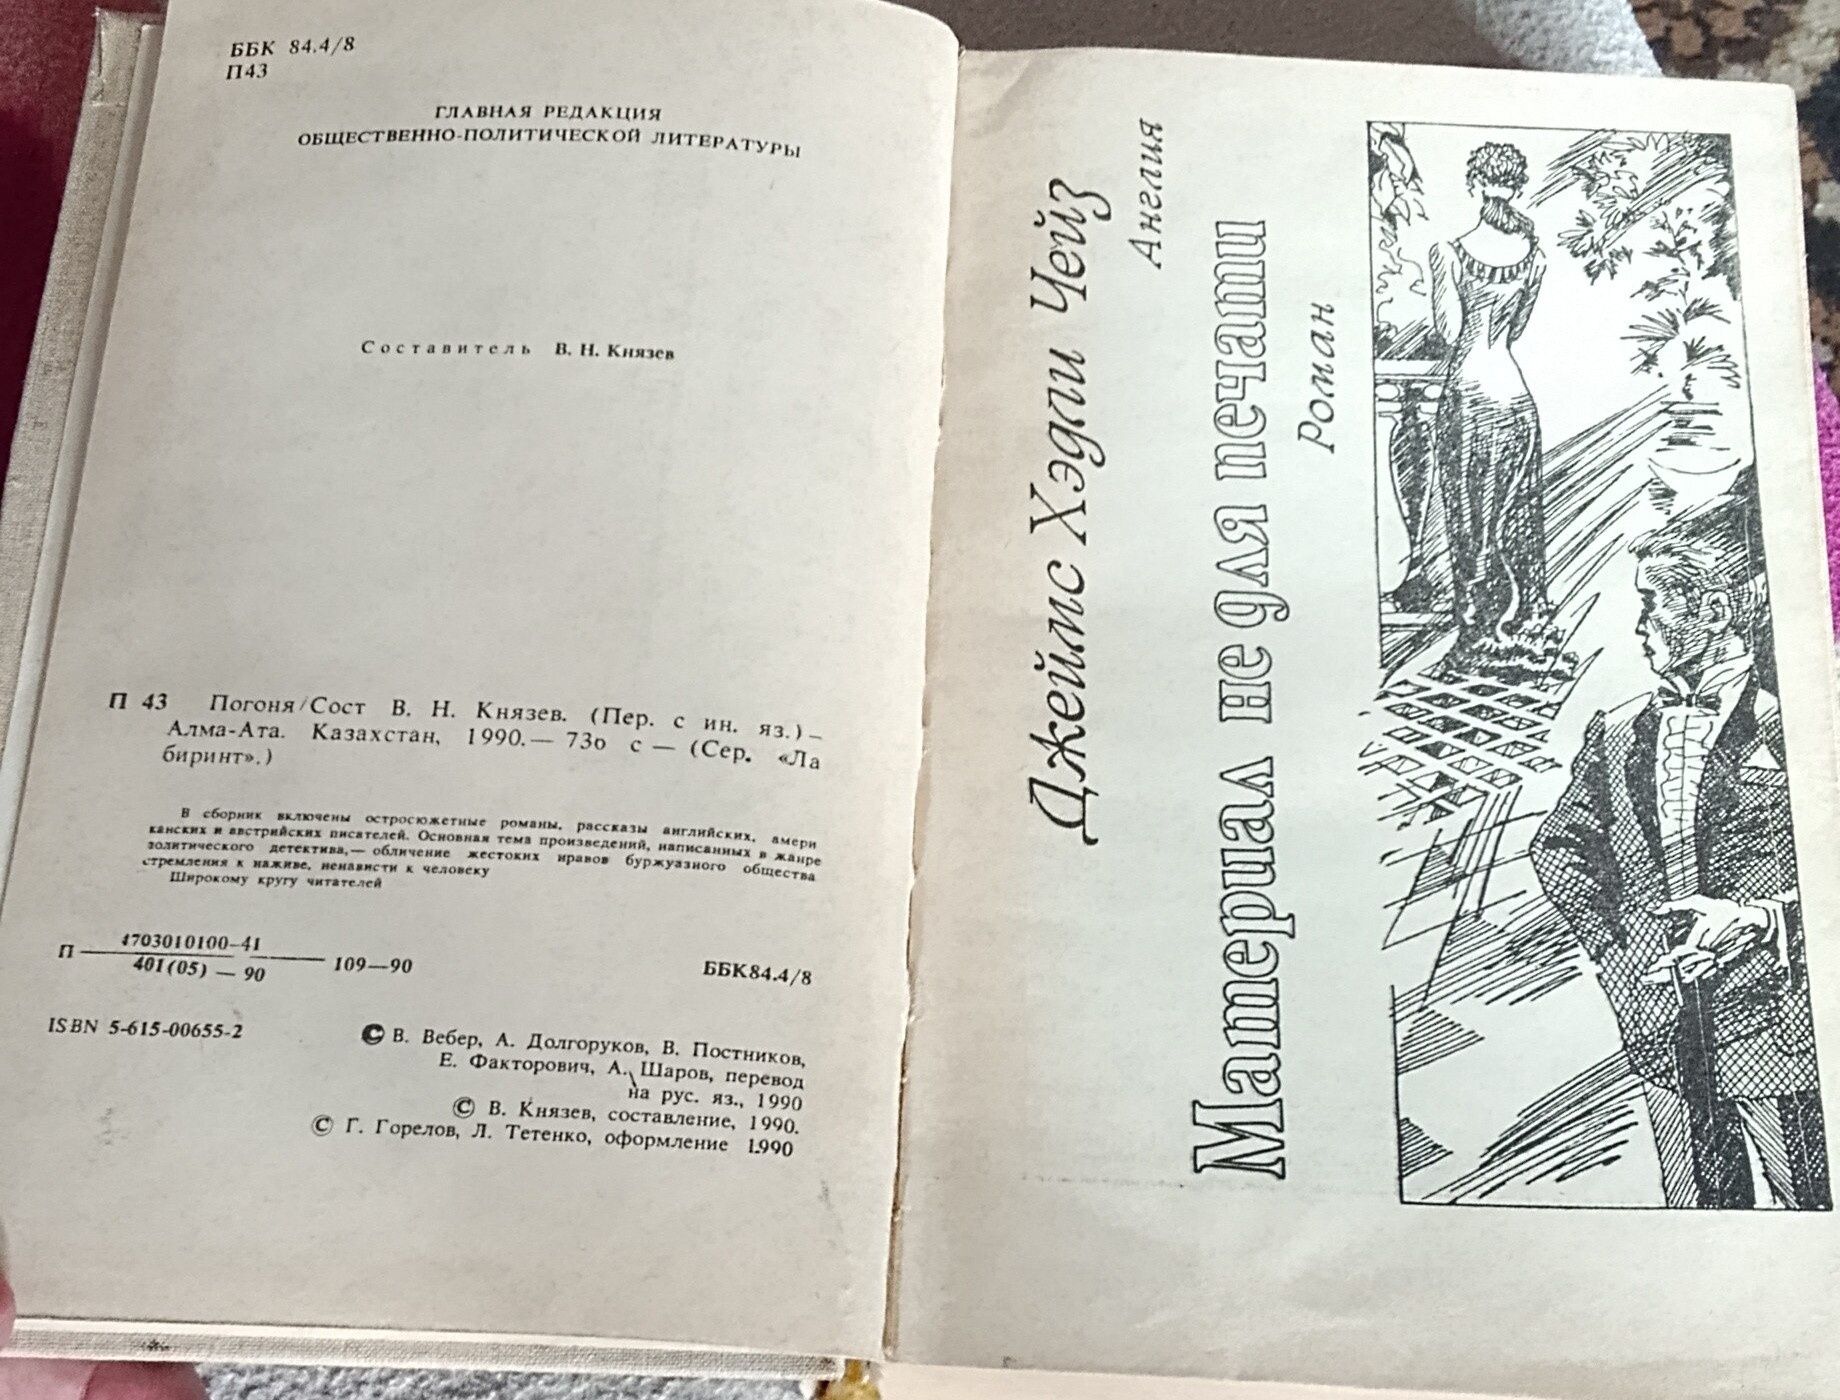 ББК 84.4/8
П43
ГЛАВНАЯ РЕДАКЦИЯ
ОБЩЕСТВЕННО-ПОЛИТИЧЕСКОЙ ЛИТЕРАТУРЫ
Составитель В. Н. Князев
П 43 Погоня/Сост В. Н. Князев. (Пер. с ин. яз.) –
Алма-Ата. Казахстан, 1990.— 73о с — (Сер. «Ла
биринт».)
В сборник включены остросюжетные романы, рассказы английских, амери
канских и австрийских писателей. Основная тема произведений, написанных в жанре
политического детектива,— обличение жестоких нравов буржуазного общества
стремления к наживе, ненависти к человеку
Широкому кругу читателей
П 4703010100–41
401(05) — 90 109—90
ББК84.4/8
ISBN 5-615-00655-2
© В. Вебер, А. Долгоруков, В. Постников,
Е. Факторович, А. Шаров, перевод
на рус. яз., 1990
© В. Князев, составление, 1990.
© Г. Горелов, Л. Тетенко, оформление 1990
Джеймс Хэдли Чейз
Англия
Материал не для печати
Роман